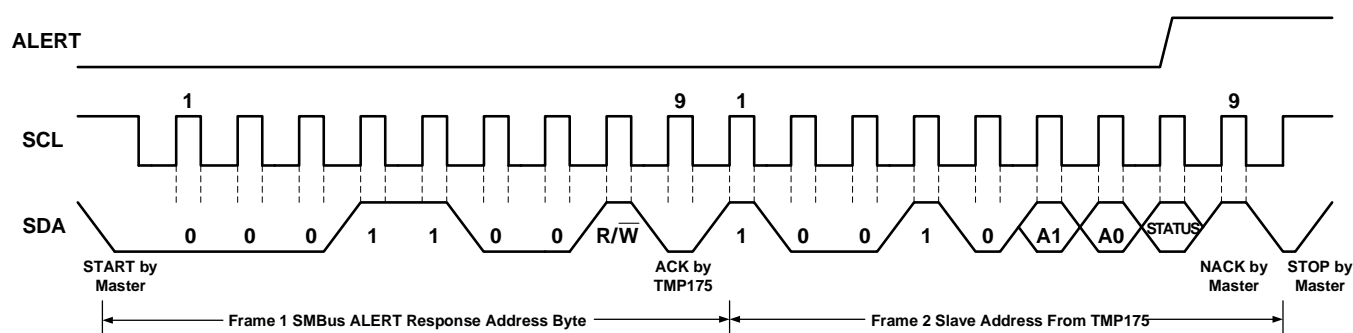 ALERT
1 9 1 9
SCL
SDA
0 0 0 1 1 0 0 R/W̅ 1 0 0 1 0 A1 A0 STATUS
START by
Master
ACK by
TMP175
NACK by
Master
STOP by
Master
Frame 1 SMBus ALERT Response Address Byte
Frame 2 Slave Address From TMP175